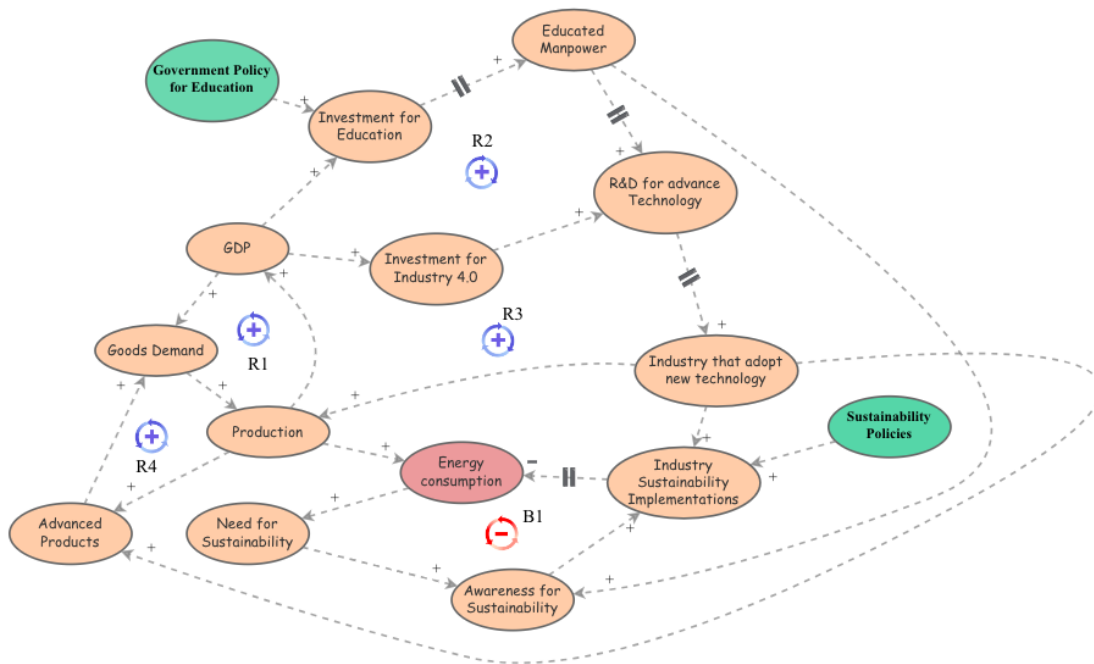 Educated
Manpower
Government Policy
for Education
+
+
Investment for
Education
+
R2
+
+
R&D for advance
Technology
+
GDP
+
+
Investment for
Industry 4.0
+
+
R3
R1
Goods Demand
+
+
+
Industry that adopt
new technology
+
Production
+
Sustainability
Policies
R4
+
+
Energy
consumption
-
Industry
Sustainability
Implementations
+
+
+
B1
Advanced
Products
+
Need for
Sustainability
+
+
+
Awareness for
Sustainability